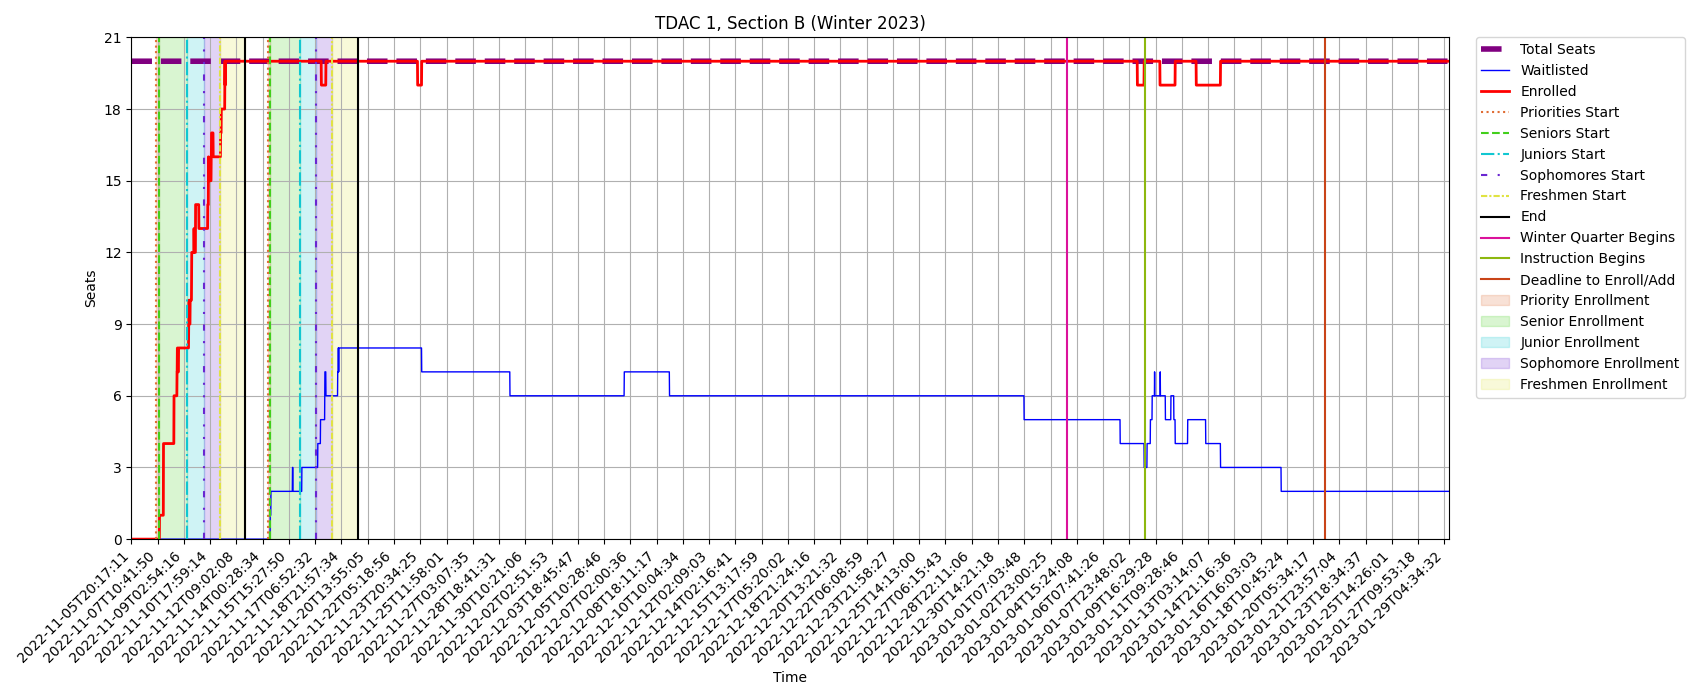 TDAC 1, Section B (Winter 2023)
Seats
21
18
15
12
9
6
3
0
2022-11-05T20:17:11
2022-11-07T10:41:50
2022-11-09T02:54:16
2022-11-10T17:59:14
2022-11-12T09:02:08
2022-11-14T00:28:34
2022-11-15T15:27:50
2022-11-17T06:52:32
2022-11-18T21:57:34
2022-11-20T13:55:05
2022-11-22T05:18:56
2022-11-23T20:34:25
2022-11-25T11:58:01
2022-11-27T03:07:35
2022-11-28T18:41:31
2022-11-30T10:21:06
2022-12-02T02:51:53
2022-12-03T18:45:47
2022-12-05T10:28:46
2022-12-07T02:00:36
2022-12-08T18:11:17
2022-12-10T10:04:34
2022-12-12T02:09:03
2022-12-14T02:16:41
2022-12-15T13:17:59
2022-12-17T05:20:02
2022-12-18T21:24:16
2022-12-20T13:21:32
2022-12-22T06:08:59
2022-12-23T21:58:27
2022-12-25T14:13:00
2022-12-27T06:15:43
2022-12-28T22:11:06
2022-12-30T14:21:18
2023-01-01T07:03:48
2023-01-02T23:00:25
2023-01-04T15:24:08
2023-01-06T07:41:26
2023-01-07T23:48:02
2023-01-09T16:29:28
2023-01-11T09:28:46
2023-01-13T03:14:07
2023-01-14T21:16:36
2023-01-16T16:03:03
2023-01-18T10:45:24
2023-01-20T05:34:17
2023-01-21T23:57:04
2023-01-23T18:34:37
2023-01-25T14:26:01
2023-01-27T09:53:18
2023-01-29T04:34:32
Time
Total Seats
Waitlisted
Enrolled
Priorities Start
Seniors Start
Juniors Start
Sophomores Start
Freshmen Start
End
Winter Quarter Begins
Instruction Begins
Deadline to Enroll/Add
Priority Enrollment
Senior Enrollment
Junior Enrollment
Sophomore Enrollment
Freshmen Enrollment